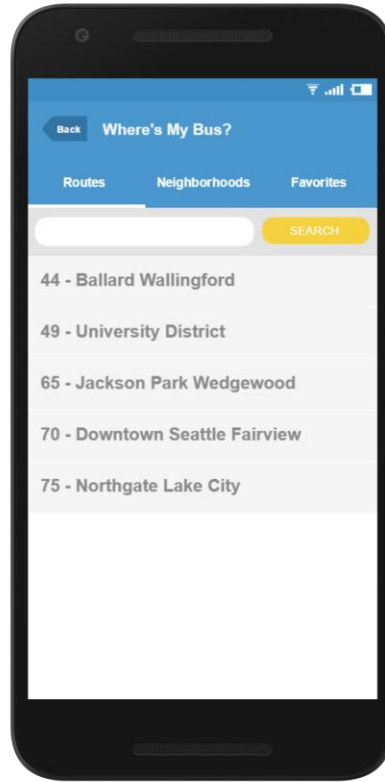 Back Where's My Bus?
Routes Neighborhoods Favorites
SEARCH
44 - Ballard Wallingford
49 - University District
65 - Jackson Park Wedgewood
70 - Downtown Seattle Fairview
75 - Northgate Lake City